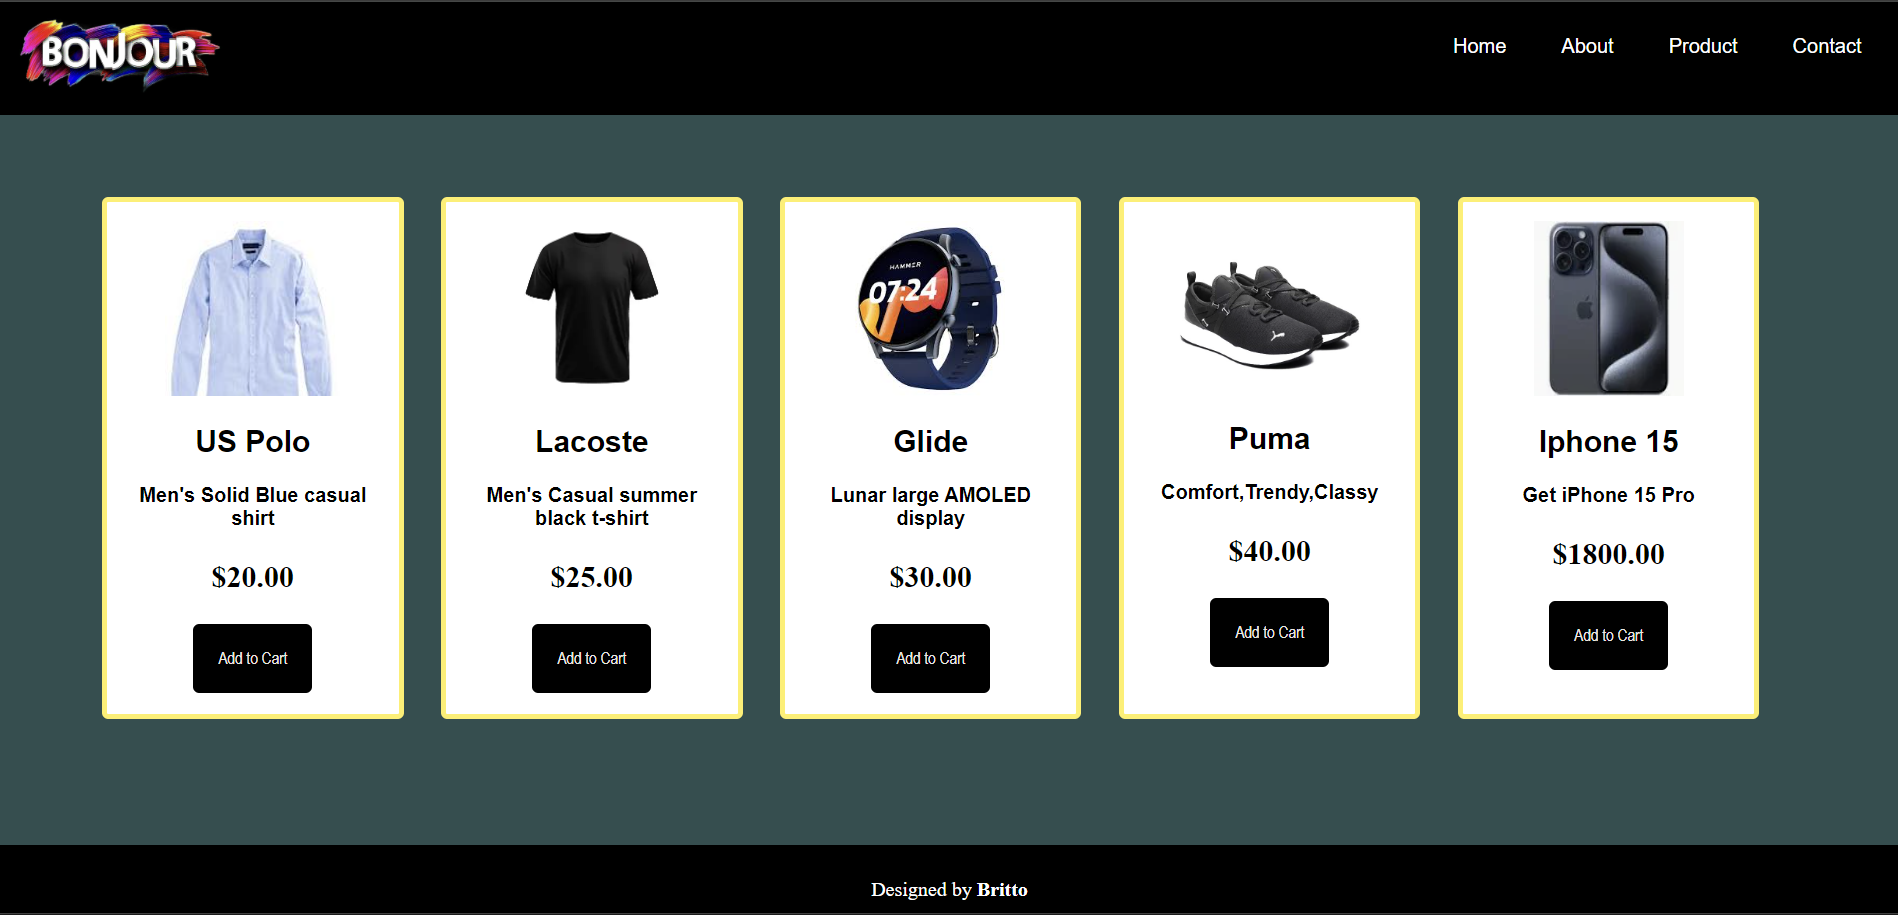 BONJOUR
Home About Product Contact
HAMMER
07:24
US Polo
Men's Solid Blue casual
shirt
$20.00
Add to Cart
Lacoste
Men's Casual summer
black t-shirt
$25.00
Add to Cart
Glide
Lunar large AMOLED
display
$30.00
Add to Cart
Puma
Comfort,Trendy,Classy
$40.00
Add to Cart
Iphone 15
Get iPhone 15 Pro
$1800.00
Add to Cart
Designed by Britto